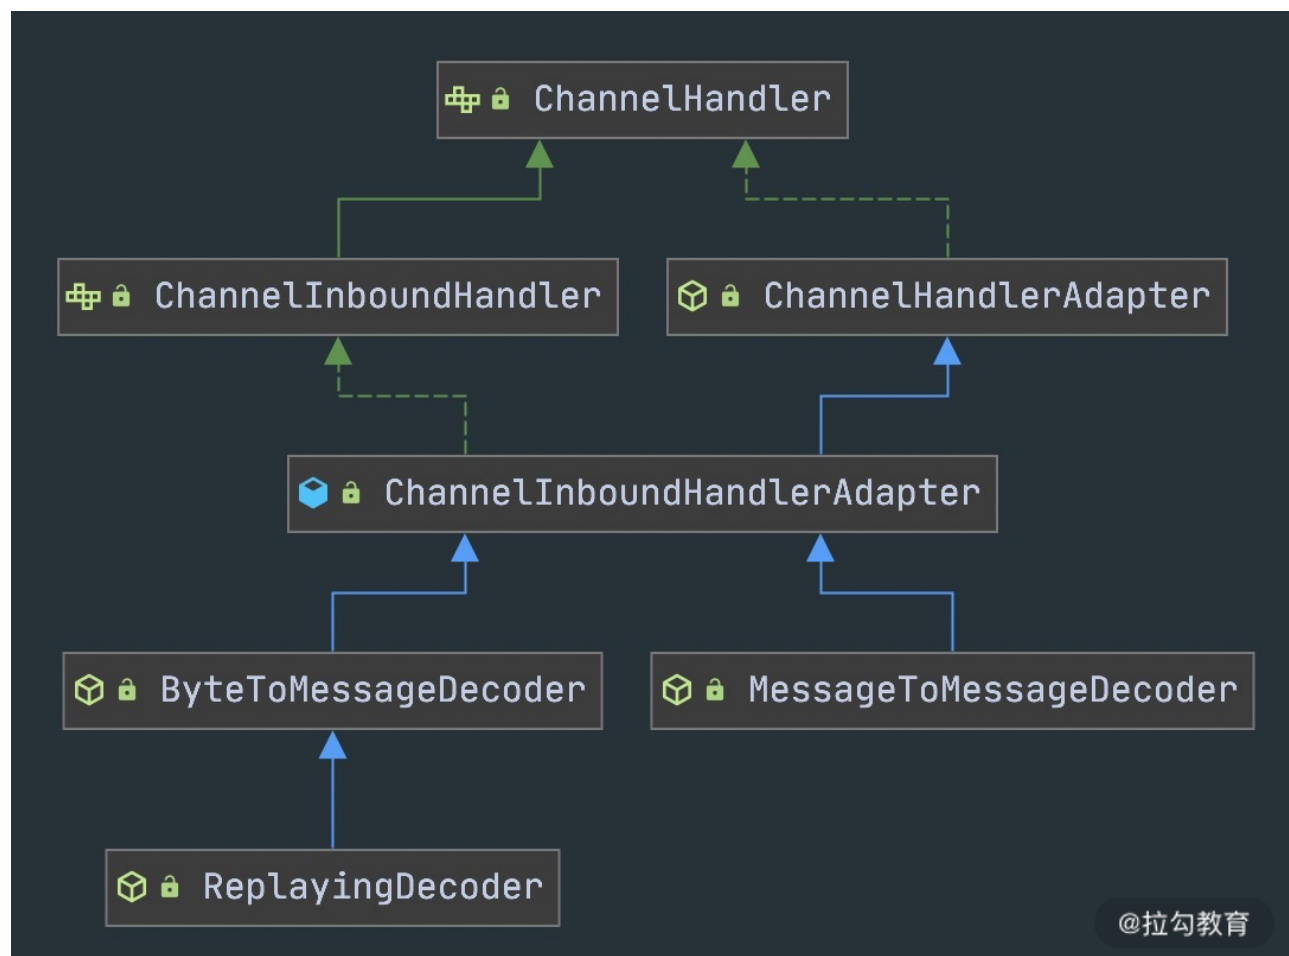 ChannelHandler
ChannelInboundHandler
ChannelHandlerAdapter
ChannelInboundHandlerAdapter
ByteToMessageDecoder
MessageToMessageDecoder
ReplayingDecoder
@拉勾教育